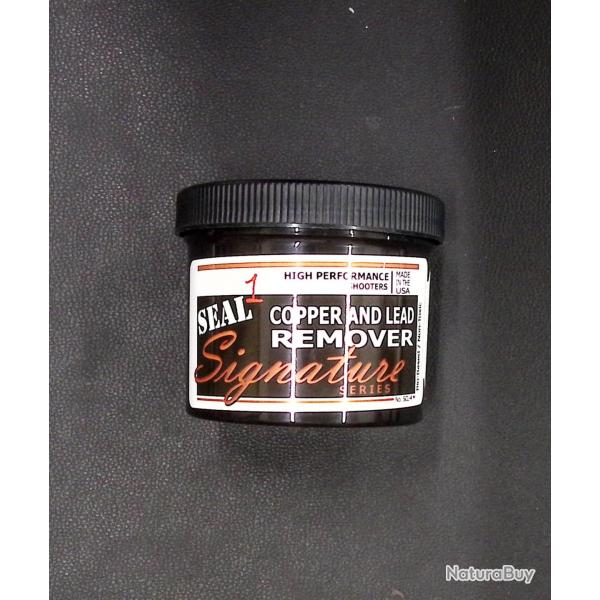 HIGH PERFORMANCE
SHOOTERS
MADE
IN THE
USA
SEAL 1
COPPER AND LEAD
REMOVER
Signature
SERIES
NaturaBuy